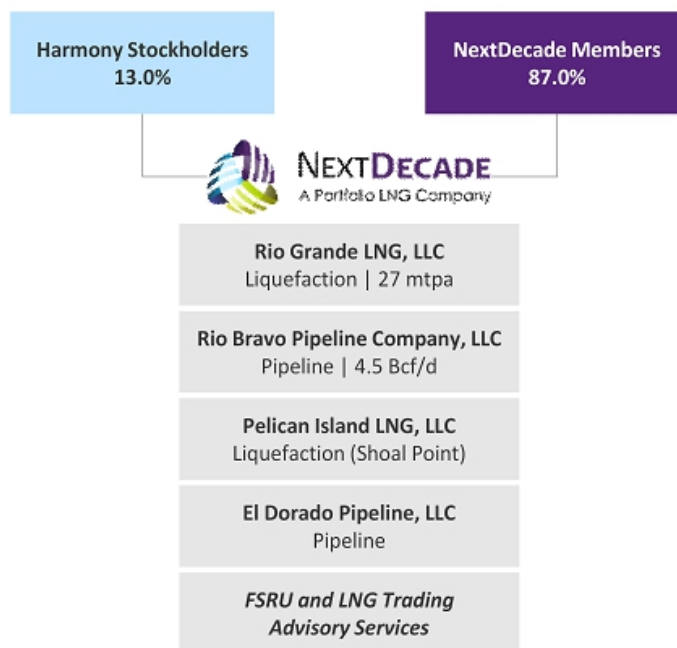 Harmony Stockholders
13.0%
NextDecade Members
87.0%
NEXTDECADE
A Portfolio LNG Company
Rio Grande LNG, LLC
Liquefaction | 27 mtpa
Rio Bravo Pipeline Company, LLC
Pipeline | 4.5 Bcf/d
Pelican Island LNG, LLC
Liquefaction (Shoal Point)
El Dorado Pipeline, LLC
Pipeline
FSRU and LNG Trading
Advisory Services